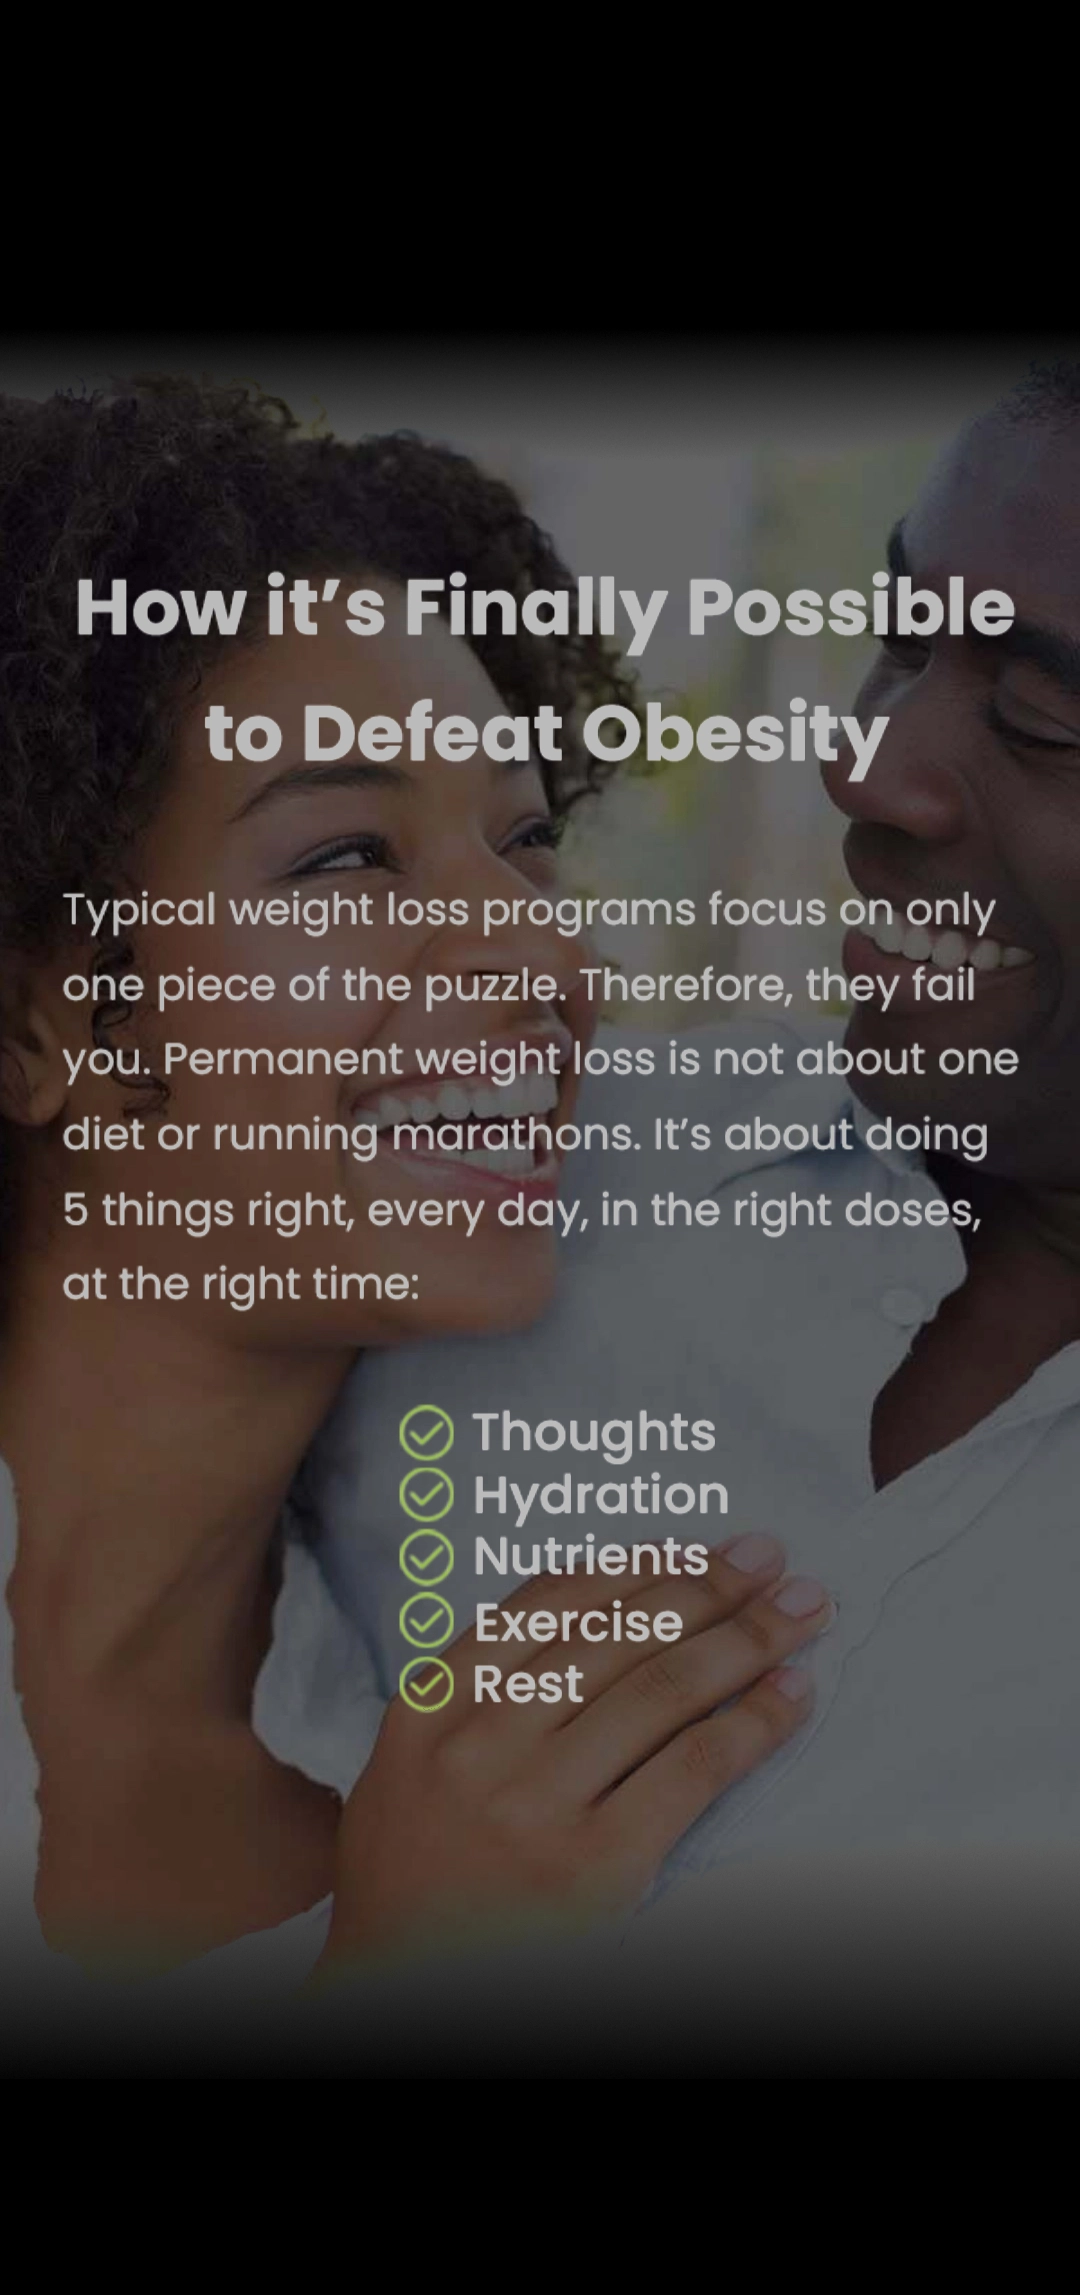 How it’s Finally Possible
to Defeat Obesity
Typical weight loss programs focus on only
one piece of the puzzle. Therefore, they fail
you. Permanent weight loss is not about one
diet or running marathons. It’s about doing
5 things right, every day, in the right doses,
at the right time:
Thoughts
Hydration
Nutrients
Exercise
Rest